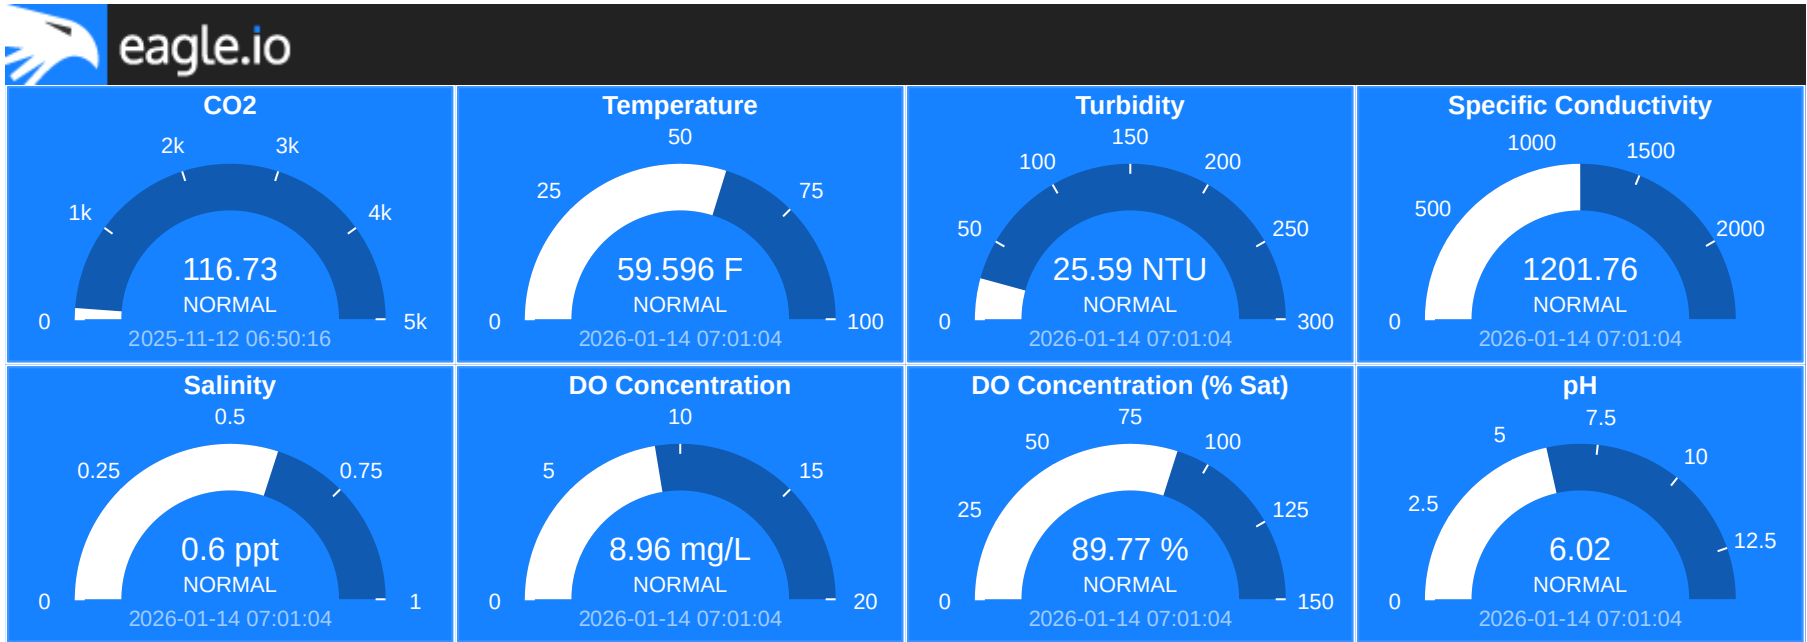 eagle.io
CO2
0
1k
2k
3k
4k
5k
116.73
NORMAL
2025-11-12 06:50:16
Temperature
0
25
50
75
100
59.596 F
NORMAL
2026-01-14 07:01:04
Turbidity
0
50
100
150
200
250
300
25.59 NTU
NORMAL
2026-01-14 07:01:04
Specific Conductivity
0
500
1000
1500
2000
1201.76
NORMAL
2026-01-14 07:01:04
Salinity
0
0.25
0.5
0.75
1
0.6 ppt
NORMAL
2026-01-14 07:01:04
DO Concentration
0
5
10
15
20
8.96 mg/L
NORMAL
2026-01-14 07:01:04
DO Concentration (% Sat)
0
25
50
75
100
125
150
89.77 %
NORMAL
2026-01-14 07:01:04
pH
0
2.5
5
7.5
10
12.5
6.02
NORMAL
2026-01-14 07:01:04